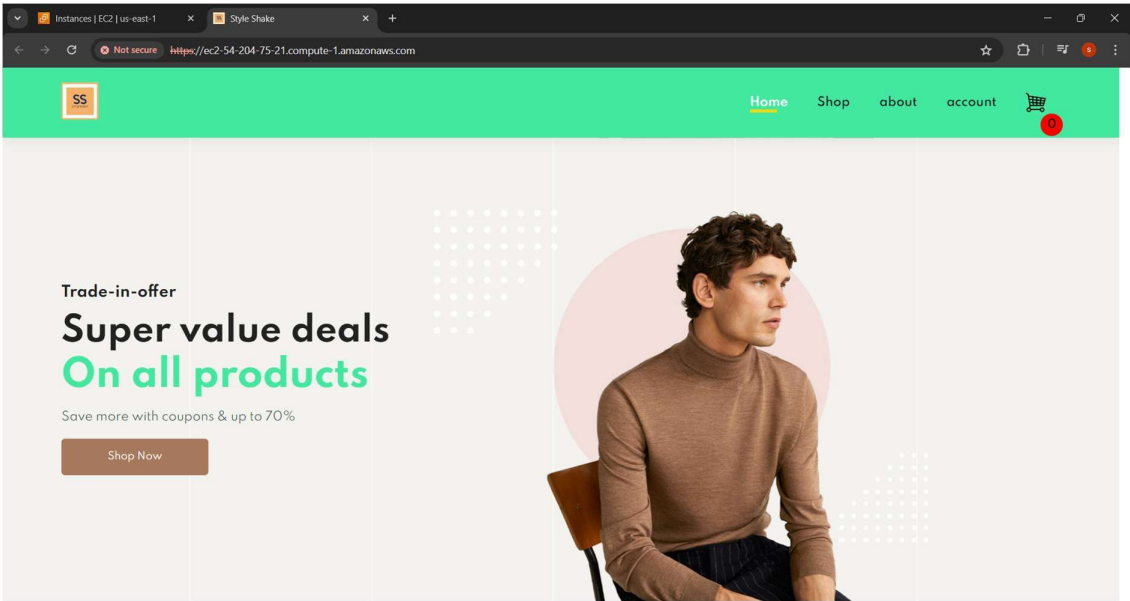 Instances | EC2 | us-east-1
Style Shake
Not secure https://ec2-54-204-75-21.compute-1.amazonaws.com
S
SS
Home Shop about account
0
Trade-in-offer
Super value deals
On all products
Save more with coupons & up to 70%
Shop Now